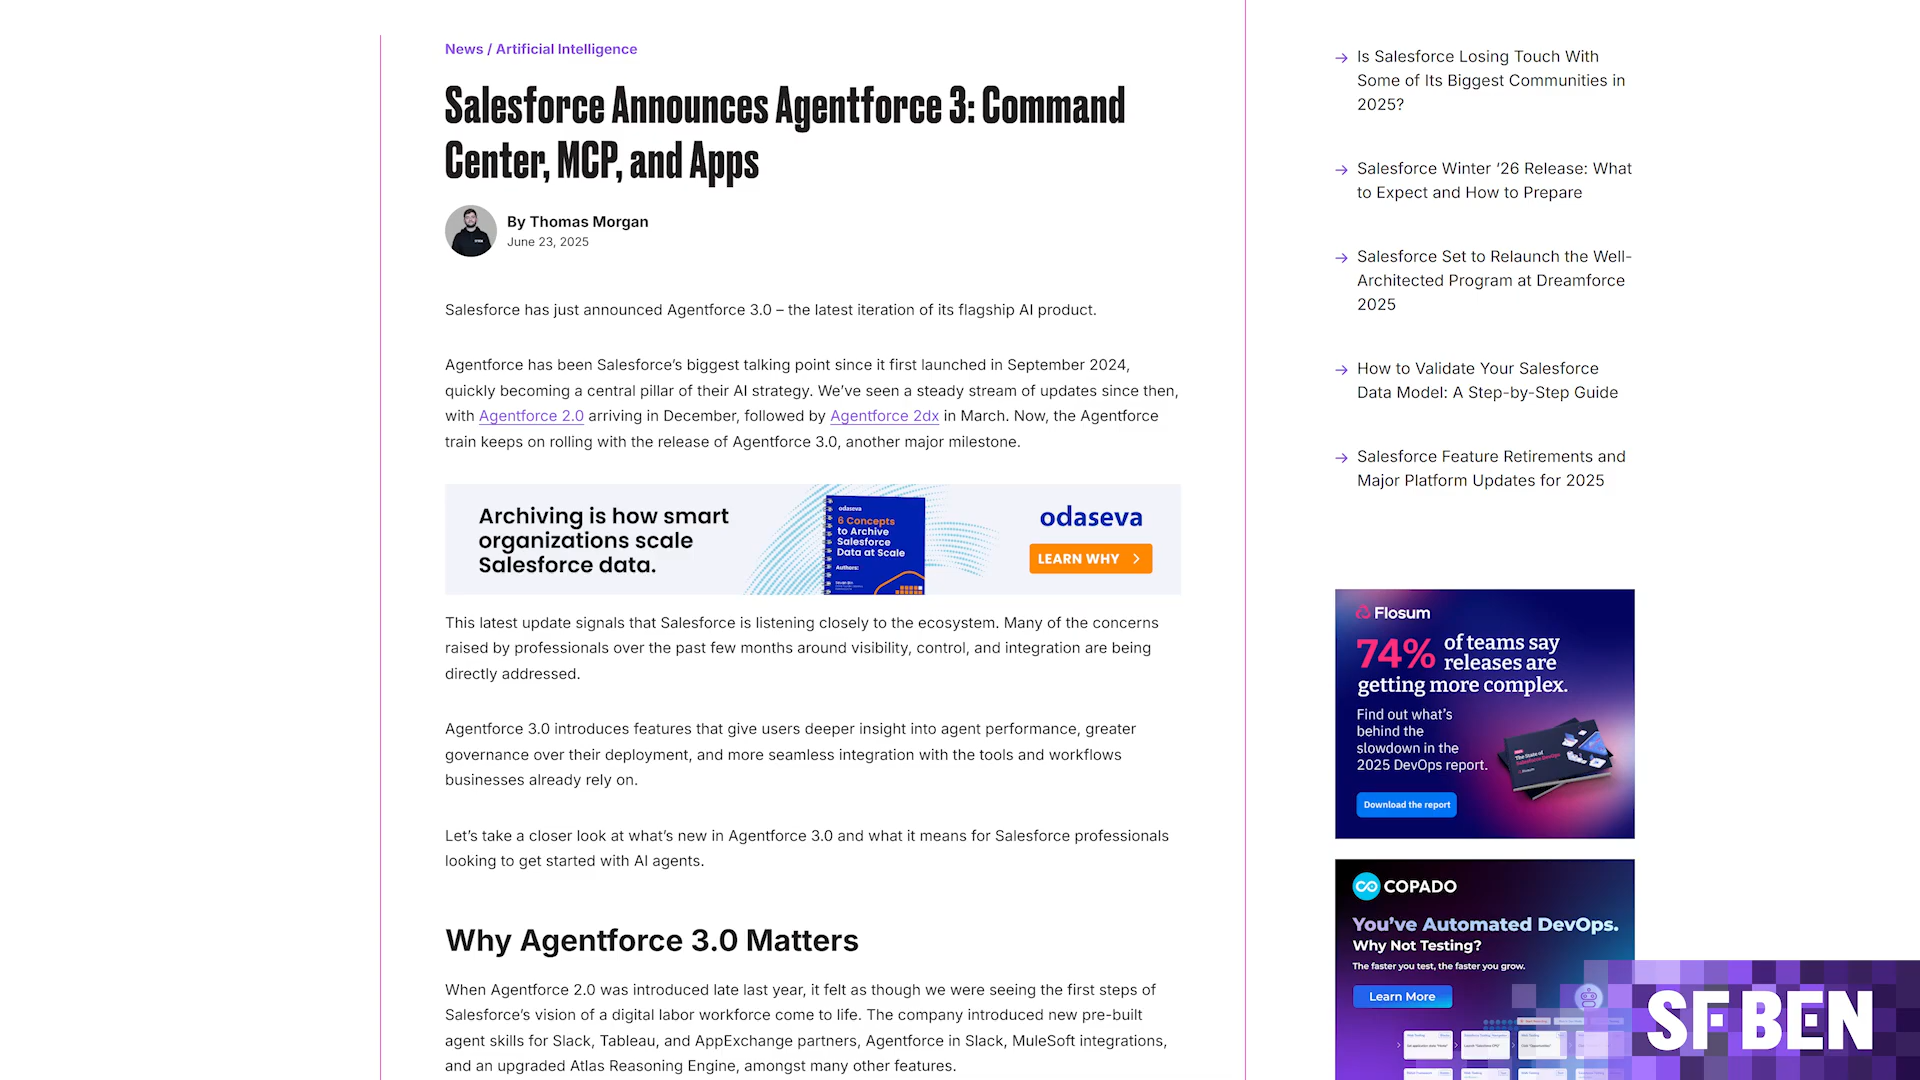 News / Artificial Intelligence
Salesforce Announces Agentforce 3: Command
Center, MCP, and Apps
By Thomas Morgan
June 23, 2025
Salesforce has just announced Agentforce 3.0 – the latest iteration of its flagship AI product.
Agentforce has been Salesforce’s biggest talking point since it first launched in September 2024,
quickly becoming a central pillar of their AI strategy. We’ve seen a steady stream of updates since then,
with Agentforce 2.0 arriving in December, followed by Agentforce 2dx in March. Now, the Agentforce
train keeps on rolling with the release of Agentforce 3.0, another major milestone.
Archiving is how smart
organizations scale
Salesforce data.
odaseva
6 Concepts
to Archive
Salesforce
Data at Scale
Authors:
odaseva
LEARN WHY
This latest update signals that Salesforce is listening closely to the ecosystem. Many of the concerns
raised by professionals over the past few months around visibility, control, and integration are being
directly addressed.
Agentforce 3.0 introduces features that give users deeper insight into agent performance, greater
governance over their deployment, and more seamless integration with the tools and workflows
businesses already rely on.
Let’s take a closer look at what’s new in Agentforce 3.0 and what it means for Salesforce professionals
looking to get started with AI agents.
Why Agentforce 3.0 Matters
When Agentforce 2.0 was introduced late last year, it felt as though we were seeing the first steps of
Salesforce’s vision of a digital labor workforce come to life. The company introduced new pre-built
agent skills for Slack, Tableau, and AppExchange partners, Agentforce in Slack, MuleSoft integrations,
and an upgraded Atlas Reasoning Engine, amongst many other features.
Is Salesforce Losing Touch With
Some of Its Biggest Communities in
2025?
Salesforce Winter ’26 Release: What
to Expect and How to Prepare
Salesforce Set to Relaunch the Well-
Architected Program at Dreamforce
2025
How to Validate Your Salesforce
Data Model: A Step-by-Step Guide
Salesforce Feature Retirements and
Major Platform Updates for 2025
Flosum
74% of teams say
releases are
getting more complex.
Find out what’s
behind the
slowdown in the
2025 DevOps report.
The State of
Salesforce DevOps
Flosum
Download the report
COPADO
You’ve Automated DevOps.
Why Not Testing?
The faster you test, the faster you grow.
Learn More
SF BEN